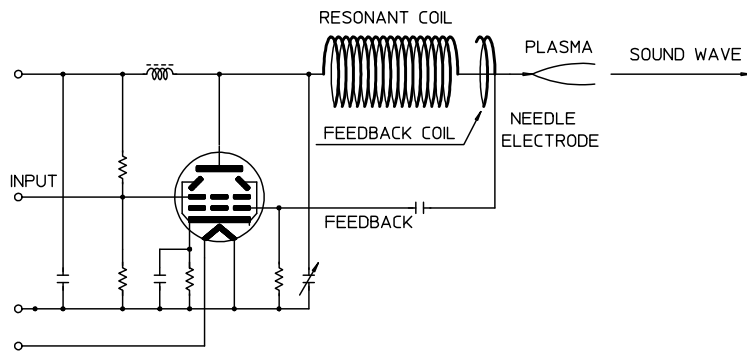 RESONANT COIL
PLASMA
SOUND WAVE
FEEDBACK COIL
NEEDLE
ELECTRODE
INPUT
FEEDBACK